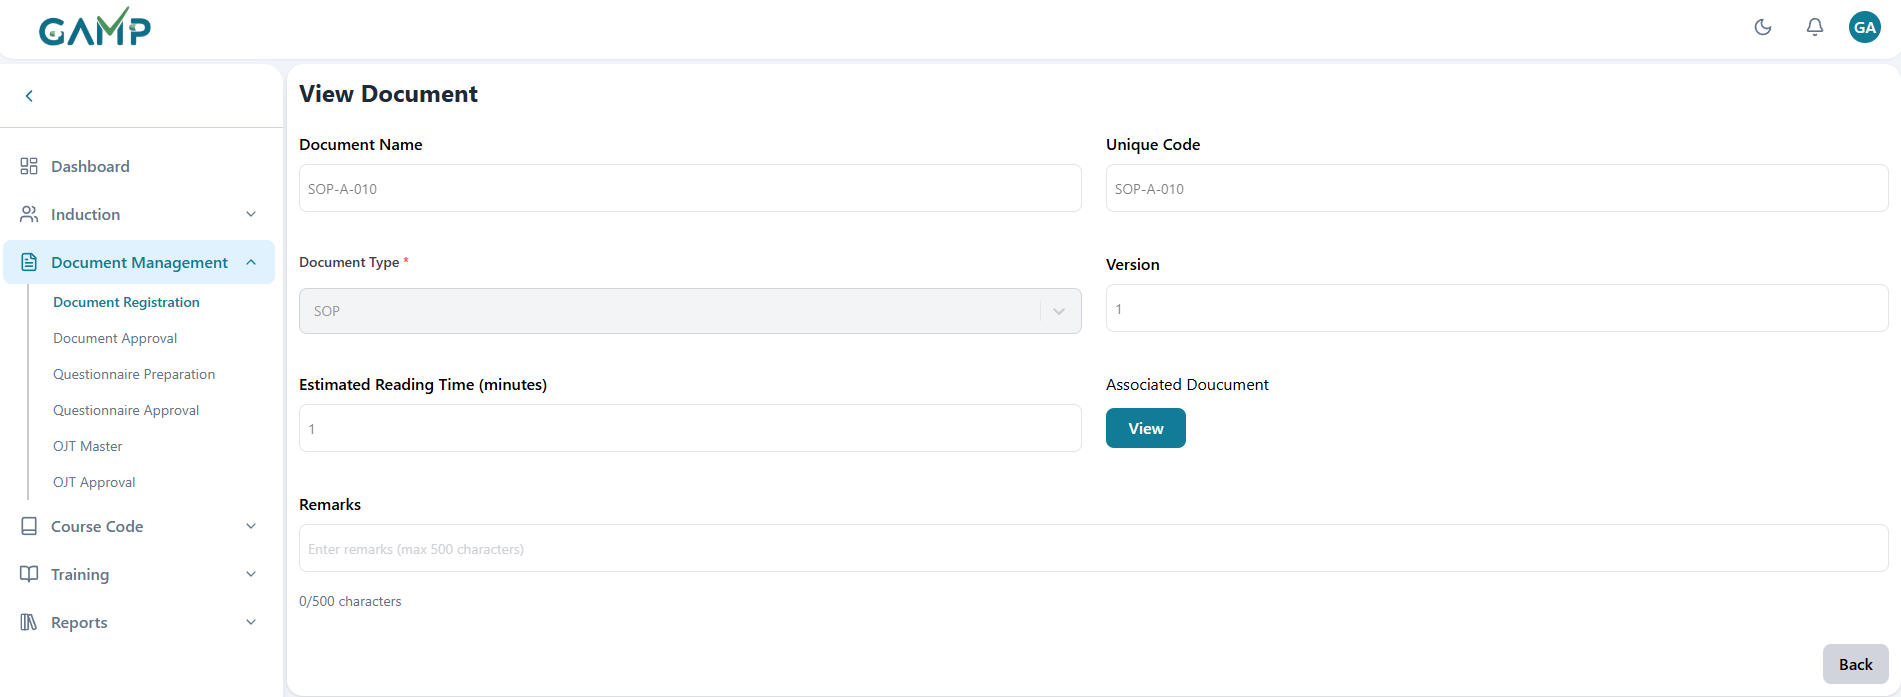 GAMP
GA
View Document
Document Name
Unique Code
SOP-A-010
SOP-A-010
Dashboard
Induction
Document Management
Document Registration
Document Approval
Questionnaire Preparation
Questionnaire Approval
OJT Master
OJT Approval
Course Code
Training
Reports
Document Type *
Version
SOP
1
Estimated Reading Time (minutes)
Associated Doucument
1
View
Remarks
Enter remarks (max 500 characters)
0/500 characters
Back